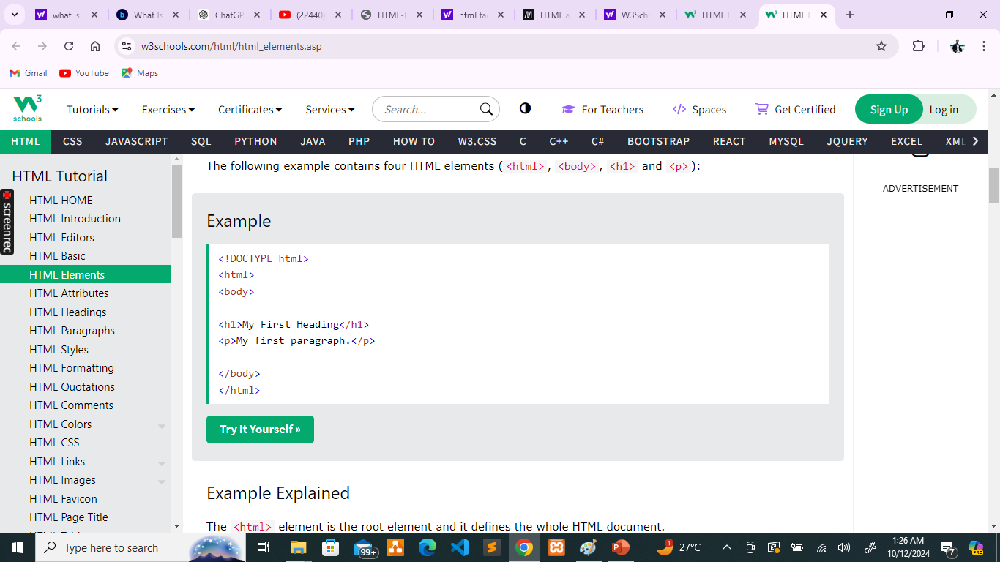 what is
What Is
ChatGP
(22440)
HTML-E
html ta
HTML a
W3Sch
HTML F
HTML E
w3schools.com/html/html_elements.asp
Gmail
YouTube
Maps
3
schools
Tutorials
Exercises
Certificates
Services
Search...
For Teachers
Spaces
Get Certified
Sign Up
Log in
HTML CSS JAVASCRIPT SQL PYTHON JAVA PHP HOW TO W3.CSS C C++ C# BOOTSTRAP REACT MYSQL JQUERY EXCEL XML
HTML Tutorial
HTML HOME
HTML Introduction
HTML Editors
HTML Basic
HTML Elements
HTML Attributes
HTML Headings
HTML Paragraphs
HTML Styles
HTML Formatting
HTML Quotations
HTML Comments
HTML Colors
HTML CSS
HTML Links
HTML Images
HTML Favicon
HTML Page Title
screenrec
The following example contains four HTML elements (<html>, <body>, <h1> and <p>):
Example
<!DOCTYPE html>
<html>
<body>
<h1>My First Heading</h1>
<p>My first paragraph.</p>
</body>
</html>
Try it Yourself »
Example Explained
The <html> element is the root element and it defines the whole HTML document.
ADVERTISEMENT
Type here to search
99+
1
27°C
1:26 AM
10/12/2024
7
PRE